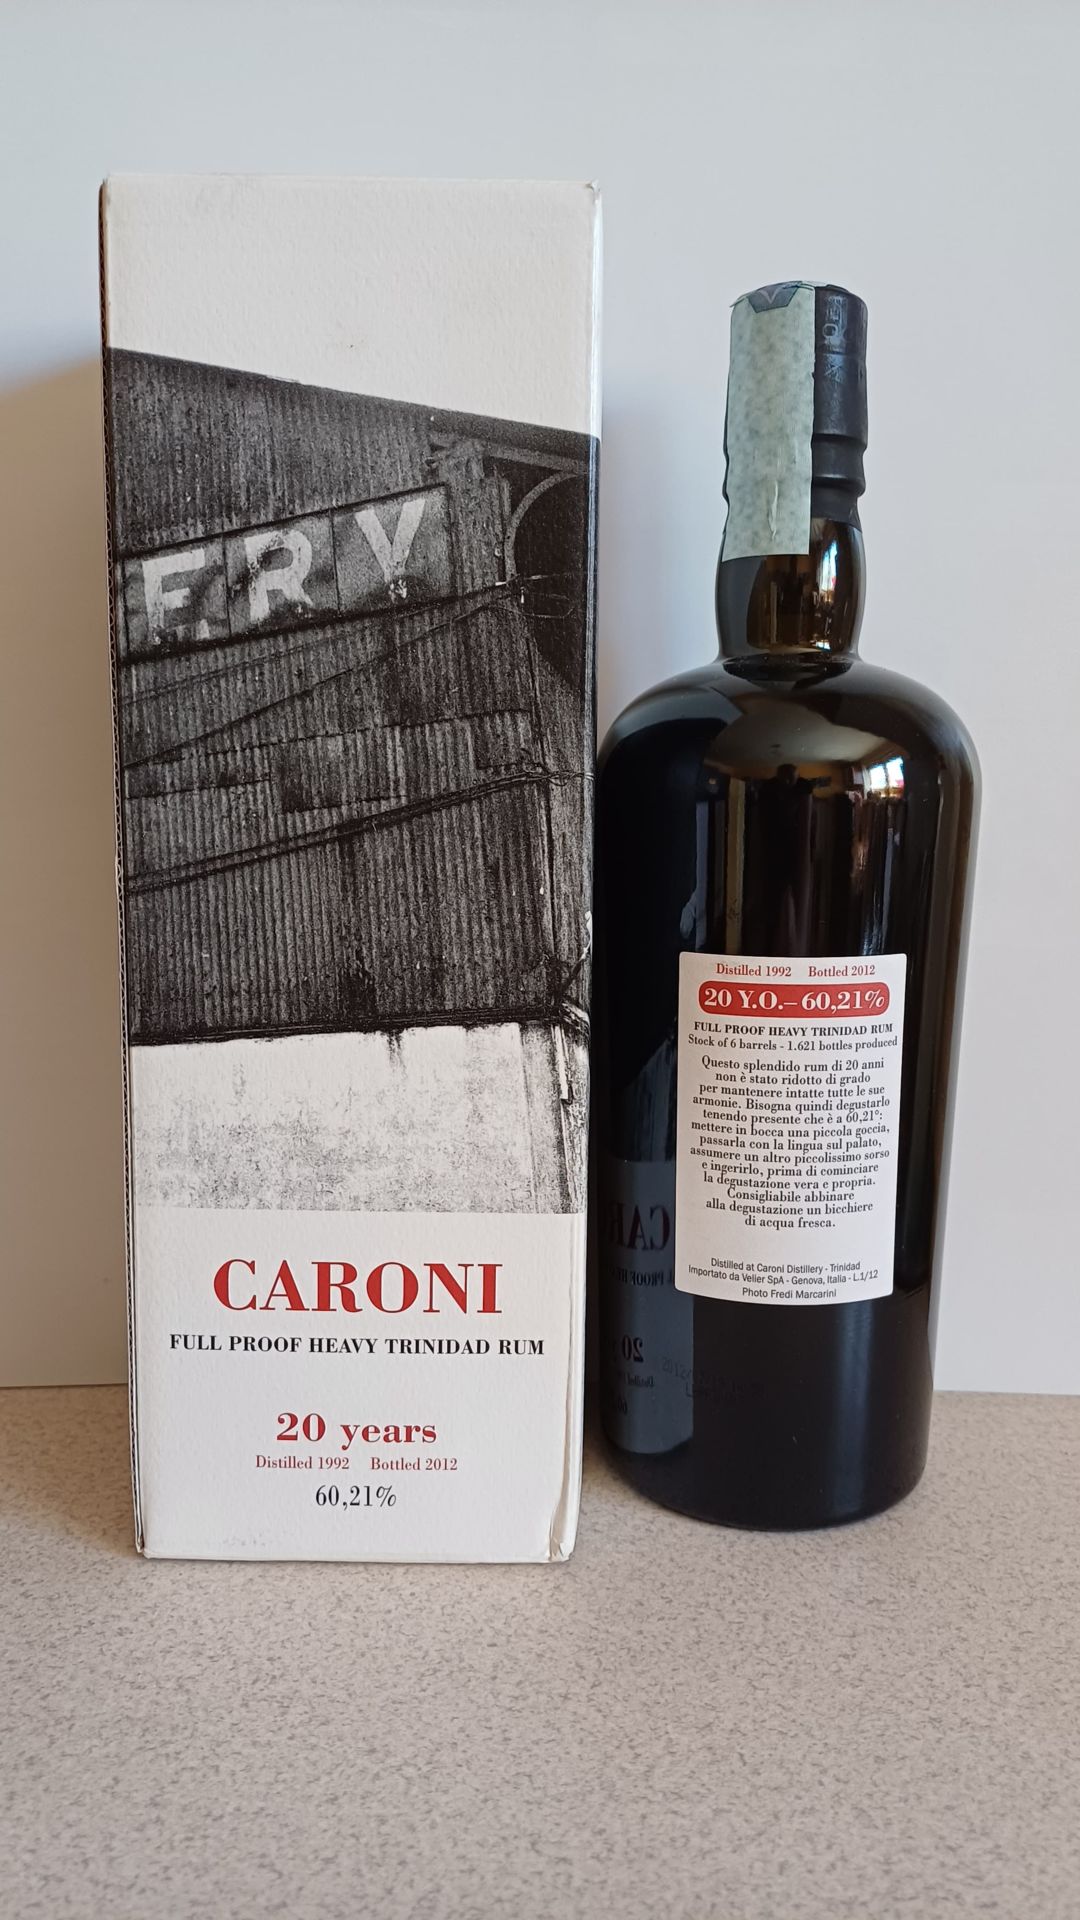 ERY
CARONI
FULL PROOF HEAVY TRINIDAD RUM
20 years
Distilled 1992 Bottled 2012
60,21%
Distilled 1992 Bottled 2012
20 Y.O.– 60,21%
FULL PROOF HEAVY TRINIDAD RUM
Stock of 6 barrels - 1.621 bottles produced
Questo splendido rum di 20 anni
non è stato ridotto di grado
per mantenere intatte tutte le sue
armonie. Bisogna quindi degustarlo
tenendo presente che è a 60,21°:
mettere in bocca una piccola goccia,
passarla con la lingua sul palato,
assumere un altro piccolissimo sorso
e ingerirlo, prima di cominciare
la degustazione vera e propria.
Consigliabile abbinare
alla degustazione un bicchiere
di acqua fresca.
Distilled at Caroni Distillery - Trinidad
Importato da Velier SpA - Genova, Italia - L.1/12
Photo Fredi Marcarini